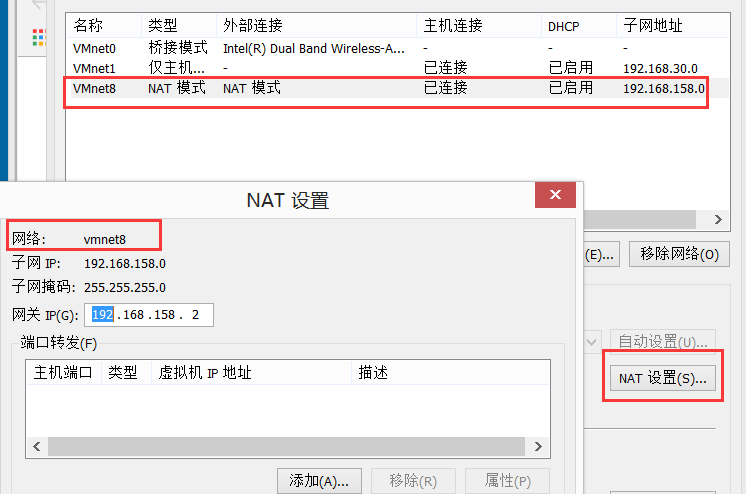 名称 类型 外部连接 主机连接 DHCP 子网地址
VMnet0 桥接模式 Intel(R) Dual Band Wireless-A... - - -
VMnet1 仅主机... - 已连接 已启用 192.168.30.0
VMnet8 NAT 模式 NAT 模式 已连接 已启用 192.168.158.0
NAT 设置
(E)... 移除网络(O)
网络: vmnet8
子网 IP: 192.168.158.0
子网掩码: 255.255.255.0
网关 IP(G): 192 . 168 . 158 . 2
自动设置(U)...
端口转发(F)
NAT 设置(S)...
主机端口 类型 虚拟机 IP 地址 描述
添加(A)... 移除(R) 属性(P)